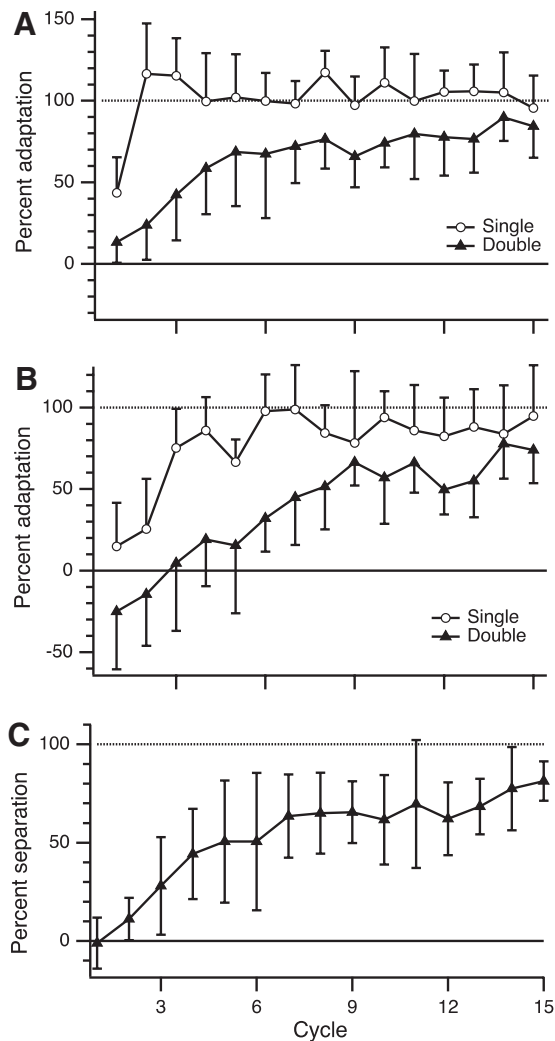 A
150
100
50
0
Percent adaptation
Single
Double
B
100
50
0
-50
Percent adaptation
Single
Double
C
100
50
0
Percent separation
3 6 9 12 15
Cycle